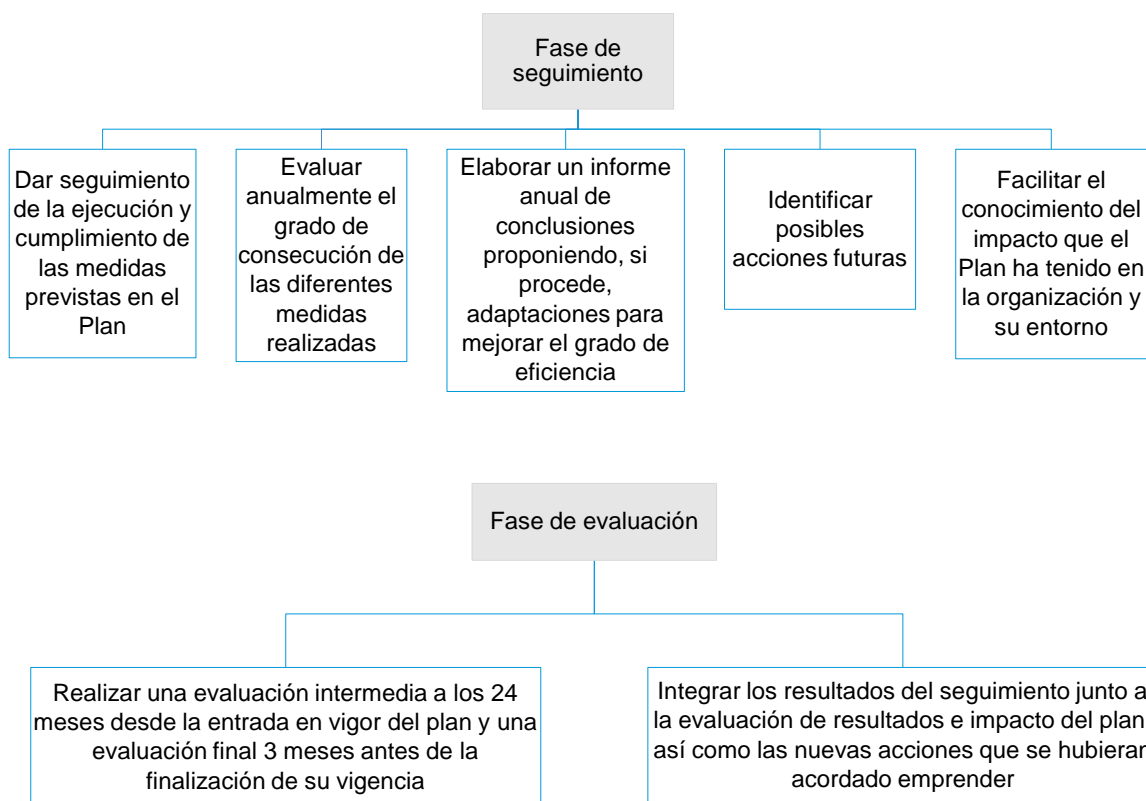 Fase de
seguimiento
Dar seguimiento
de la ejecución y
cumplimiento de
las medidas
previstas en el
Plan
Evaluar
anualmente el
grado de
consecución de
las diferentes
medidas
realizadas
Elaborar un informe
anual de
conclusiones
proponiendo, si
procede,
adaptaciones para
mejorar el grado de
eficiencia
Identificar
posibles
acciones futuras
Facilitar el
conocimiento del
impacto que el
Plan ha tenido en
la organización y
su entorno
Fase de evaluación
Realizar una evaluación intermedia a los 24
meses desde la entrada en vigor del plan y una
evaluación final 3 meses antes de la
finalización de su vigencia
Integrar los resultados del seguimiento junto a
la evaluación de resultados e impacto del plan
así como las nuevas acciones que se hubieran
acordado emprender